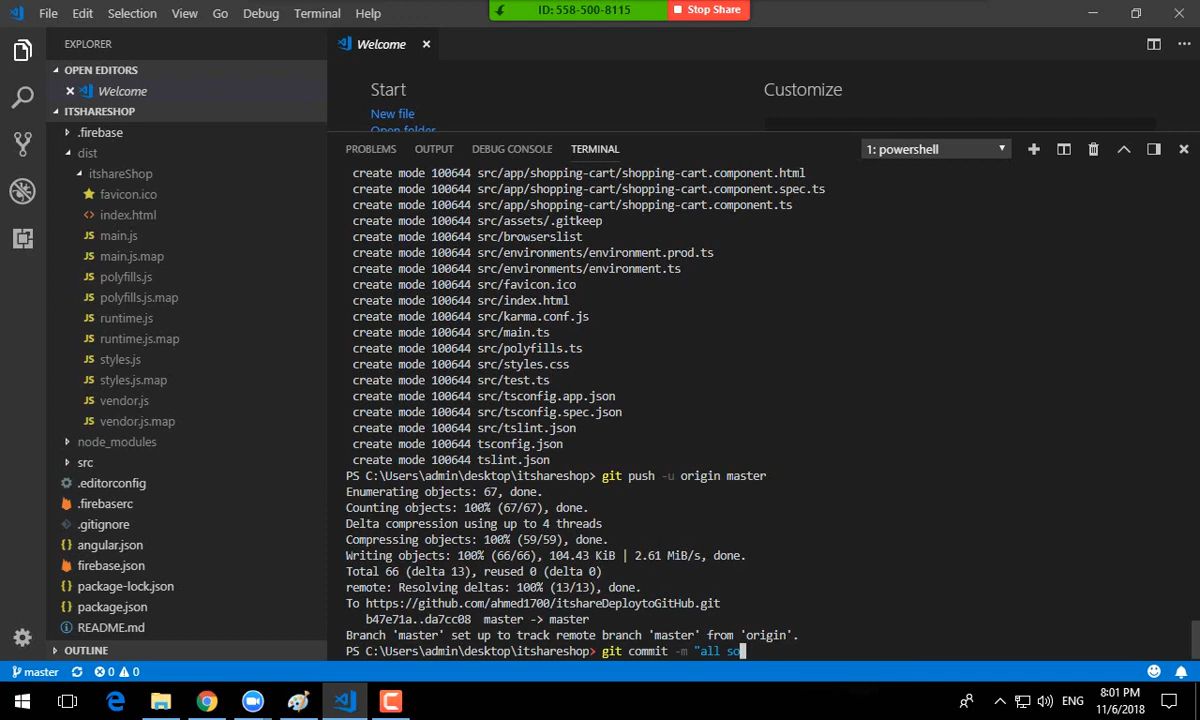 File Edit Selection View Go Debug Terminal Help
ID: 558-500-8115 Stop Share
EXPLORER
OPEN EDITORS
Welcome
ITSHARESHOP
.firebase
dist
itshareShop
favicon.ico
index.html
JS main.js
JS main.js.map
JS polyfills.js
JS polyfills.js.map
JS runtime.js
JS runtime.js.map
JS styles.js
JS styles.js.map
JS vendor.js
JS vendor.js.map
node_modules
src
.editorconfig
.firebaserc
.gitignore
{} angular.json
firebase.json
{} package-lock.json
{} package.json
README.md
OUTLINE
Welcome
Start
Customize
New file
Open folder
PROBLEMS OUTPUT DEBUG CONSOLE TERMINAL 1: powershell
create mode 100644 src/app/shopping-cart/shopping-cart.component.html
create mode 100644 src/app/shopping-cart/shopping-cart.component.spec.ts
create mode 100644 src/app/shopping-cart/shopping-cart.component.ts
create mode 100644 src/assets/.gitkeep
create mode 100644 src/browserslist
create mode 100644 src/environments/environment.prod.ts
create mode 100644 src/environments/environment.ts
create mode 100644 src/favicon.ico
create mode 100644 src/index.html
create mode 100644 src/karma.conf.js
create mode 100644 src/main.ts
create mode 100644 src/polyfills.ts
create mode 100644 src/styles.css
create mode 100644 src/test.ts
create mode 100644 src/tsconfig.app.json
create mode 100644 src/tsconfig.spec.json
create mode 100644 src/tslint.json
create mode 100644 tsconfig.json
create mode 100644 tslint.json
PS C:\Users\admin\desktop\itshareshop> git push -u origin master
Enumerating objects: 67, done.
Counting objects: 100% (67/67), done.
Delta compression using up to 4 threads
Compressing objects: 100% (59/59), done.
Writing objects: 100% (66/66), 104.43 KiB | 2.61 MiB/s, done.
Total 66 (delta 13), reused 0 (delta 0)
remote: Resolving deltas: 100% (13/13), done.
To https://github.com/ahmed1700/itshareDeploytoGitHub.git
b47e71a..da7cc08 master -> master
Branch 'master' set up to track remote branch 'master' from 'origin'.
PS C:\Users\admin\desktop\itshareshop> git commit -m "all so
master 0 0
ENG
8:01 PM
11/6/2018